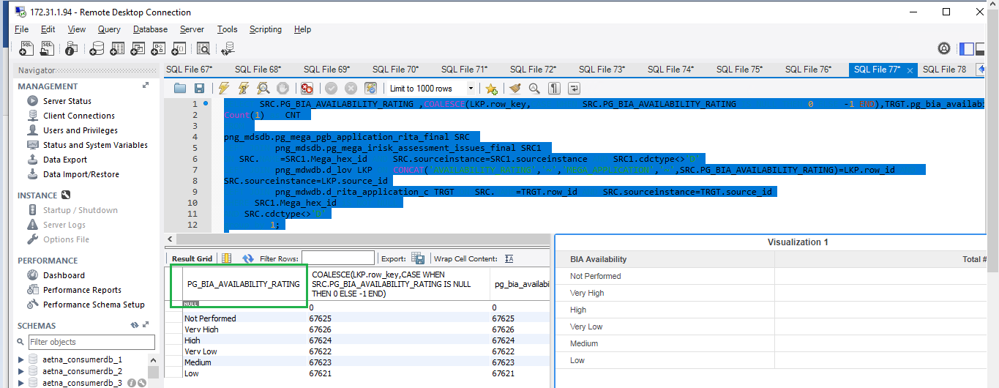 172.31.1.94 - Remote Desktop Connection
File Edit View Query Database Server Tools Scripting Help
Navigator
MANAGEMENT
Server Status
Client Connections
Users and Privileges
Status and System Variables
Data Export
Data Import/Restore
INSTANCE
Startup / Shutdown
Server Logs
Options File
PERFORMANCE
Dashboard
Performance Reports
Performance Schema Setup
SCHEMAS
Filter objects
aetna_consumerdb_1
aetna_consumerdb_2
aetna_consumerdb_3
SQL File 67* SQL File 68* SQL File 69* SQL File 70* SQL File 71* SQL File 72* SQL File 73* SQL File 74* SQL File 75* SQL File 76* SQL File 77* SQL File 78
Limit to 1000 rows
1 SRC.PG_BIA_AVAILABILITY_RATING ,COALESCE(LKP.row_key, SRC.PG_BIA_AVAILABILITY_RATING 0 -1 END),TRGT.pg_bia_availabi
2 Count(1) CNT
3
4 png_mdsdb.pg_mega_pgb_application_rita_final SRC
5 png_mdsdb.pg_mega_irisk_assessment_issues_final SRC1
6 SRC. =SRC1.Mega_hex_id SRC.sourceinstance=SRC1.sourceinstance SRC1.cdctype<>'D'
7 png_mdwdb.d_lov LKP CONCAT('AVAILABILITY_RATING','~','MEGA_APPLICATION','~',SRC.PG_BIA_AVAILABILITY_RATING)=LKP.row_id
8 SRC.sourceinstance=LKP.source_id
9 png_mdwdb.d_rita_application_c TRGT SRC. =TRGT.row_id SRC.sourceinstance=TRGT.source_id
10 SRC1.Mega_hex_id
11 SRC.cdctype<>'D'
12 1;
Result Grid Filter Rows: Export: Wrap Cell Content:
PG_BIA_AVAILABILITY_RATING COALESCE(LKP.row_key,CASE WHEN SRC.PG_BIA_AVAILABILITY_RATING IS NULL THEN 0 ELSE -1 END) pg_bia_availabi
NULL 0 0
Not Performed 67625 67625
Very High 67626 67626
High 67624 67624
Very Low 67622 67622
Medium 67623 67623
Low 67621 67621
Visualization 1
BIA Availability Total #
Not Performed
Very High
High
Very Low
Medium
Low